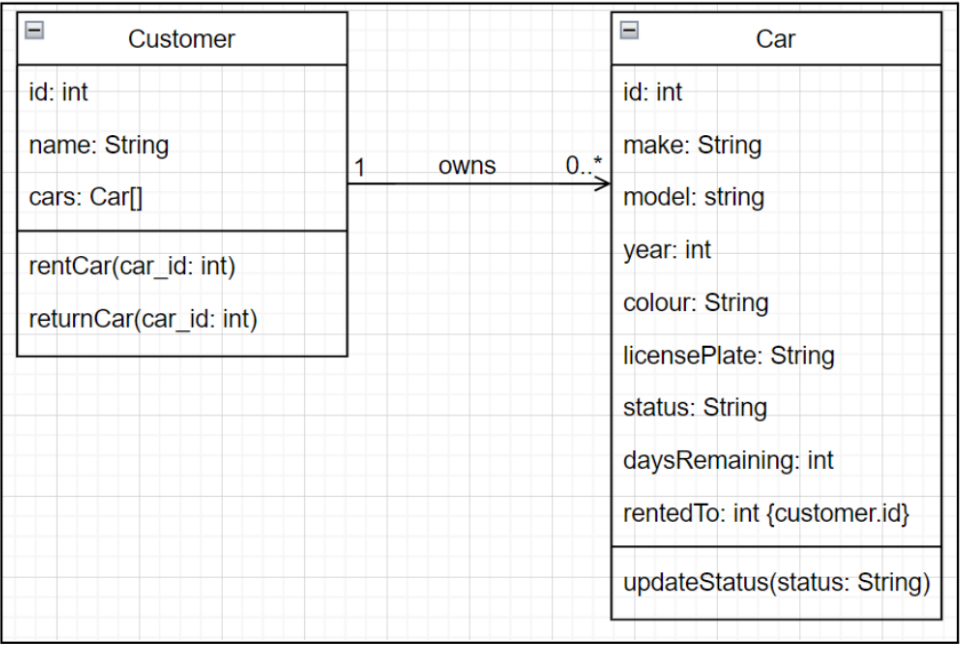 Customer
id: int
name: String
cars: Car[]
rentCar(car_id: int)
returnCar(car_id: int)
1 owns 0..*
Car
id: int
make: String
model: string
year: int
colour: String
licensePlate: String
status: String
daysRemaining: int
rentedTo: int {customer.id}
updateStatus(status: String)